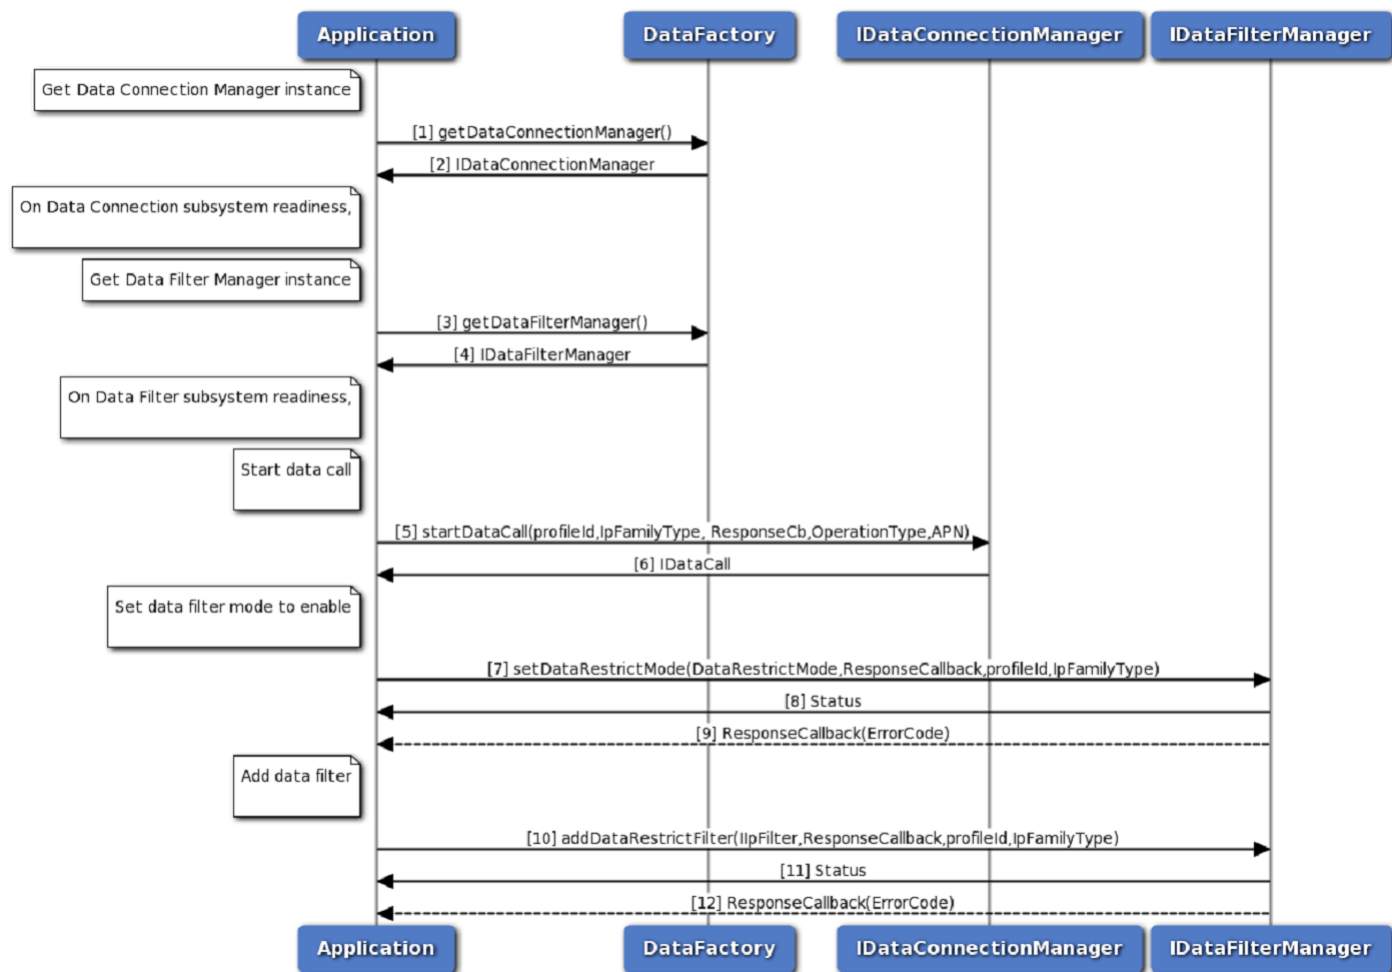 Application
DataFactory
IDataConnectionManager
IDataFilterManager
Get Data Connection Manager instance
[1] getDataConnectionManager()
[2] IDataConnectionManager
On Data Connection subsystem readiness,
Get Data Filter Manager instance
[3] getDataFilterManager()
[4] IDataFilterManager
On Data Filter subsystem readiness,
Start data call
[5] startDataCall(profileId,IpFamilyType, ResponseCb,OperationType,APN)
[6] IDataCall
Set data filter mode to enable
[7] setDataRestrictMode(DataRestrictMode,ResponseCallback,profileId,IpFamilyType)
[8] Status
[9] ResponseCallback(ErrorCode)
Add data filter
[10] addDataRestrictFilter(IIpFilter,ResponseCallback,profileId,IpFamilyType)
[11] Status
[12] ResponseCallback(ErrorCode)
Application
DataFactory
IDataConnectionManager
IDataFilterManager